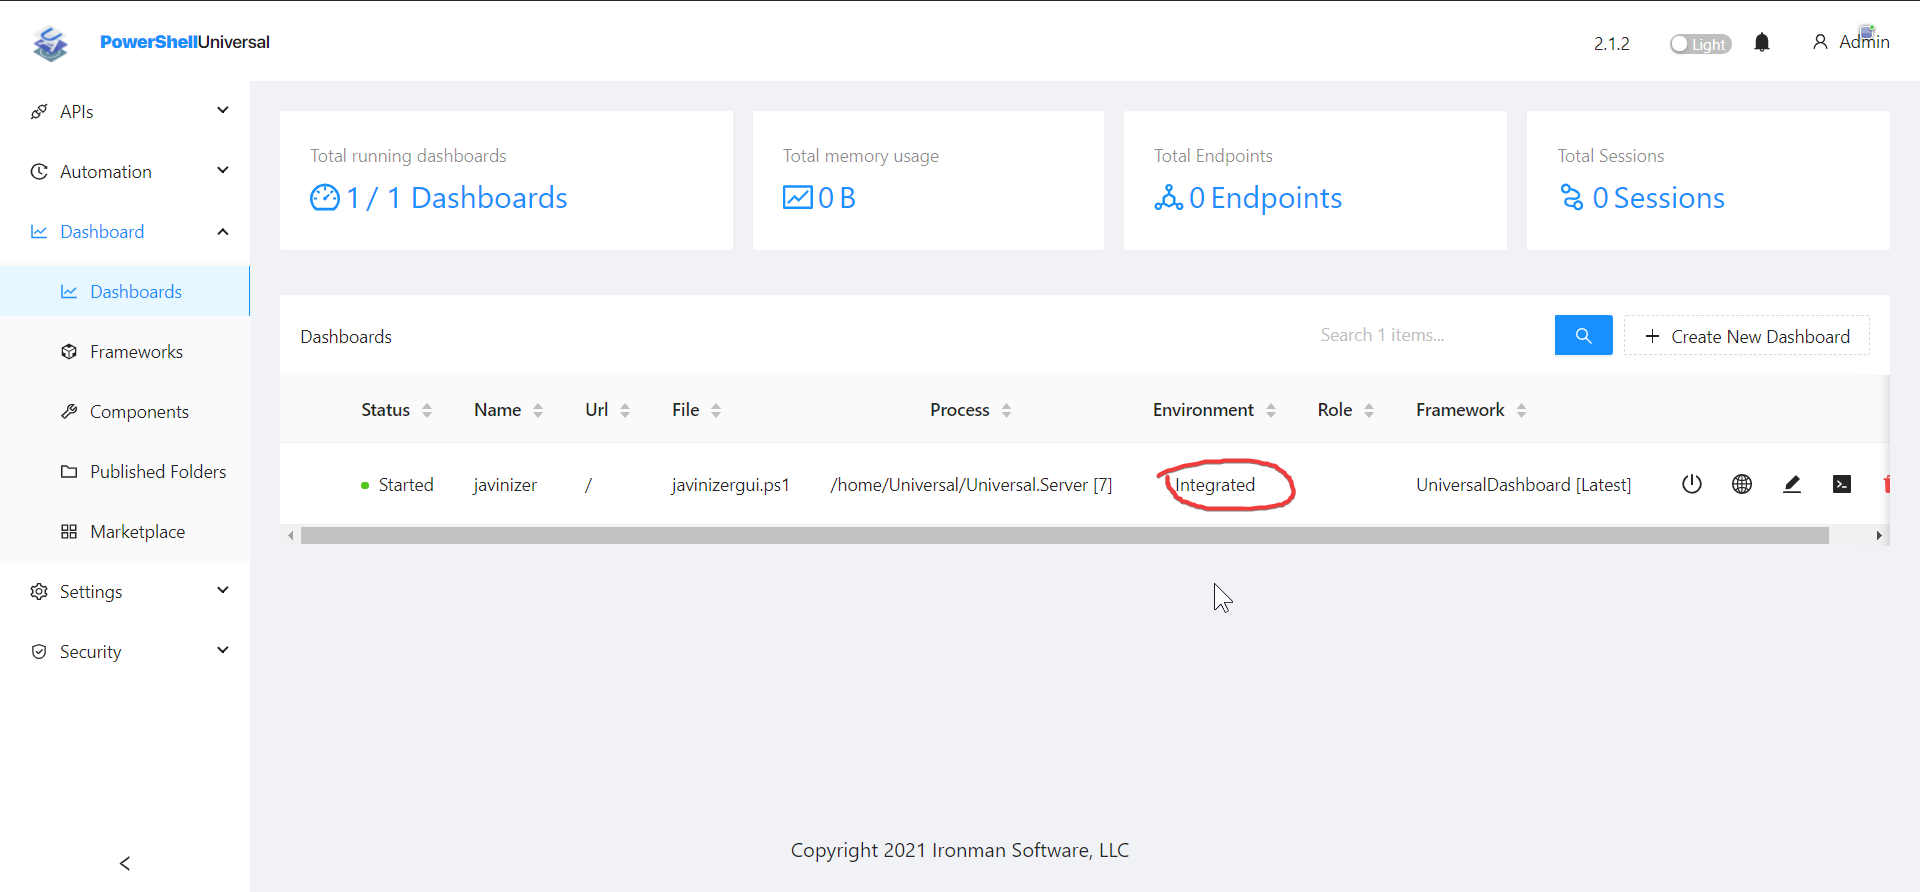 PowerShellUniversal
2.1.2
Light
Admin
APIs
Automation
Dashboard
Dashboards
Frameworks
Components
Published Folders
Marketplace
Settings
Security
Total running dashboards
1 / 1 Dashboards
Total memory usage
0 B
Total Endpoints
0 Endpoints
Total Sessions
0 Sessions
Dashboards
Search 1 items...
+ Create New Dashboard
Status Name Url File Process Environment Role Framework
Started javinizer / javinizergui.ps1 /home/Universal/Universal.Server [7] Integrated UniversalDashboard [Latest]
Copyright 2021 Ironman Software, LLC